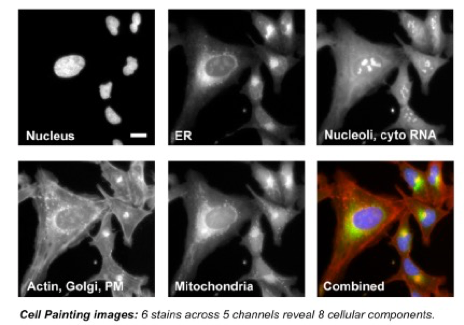 Nucleus
ER
Nucleoli, cyto RNA
Actin, Golgi, PM
Mitochondria
Combined
Cell Painting images: 6 stains across 5 channels reveal 8 cellular components.